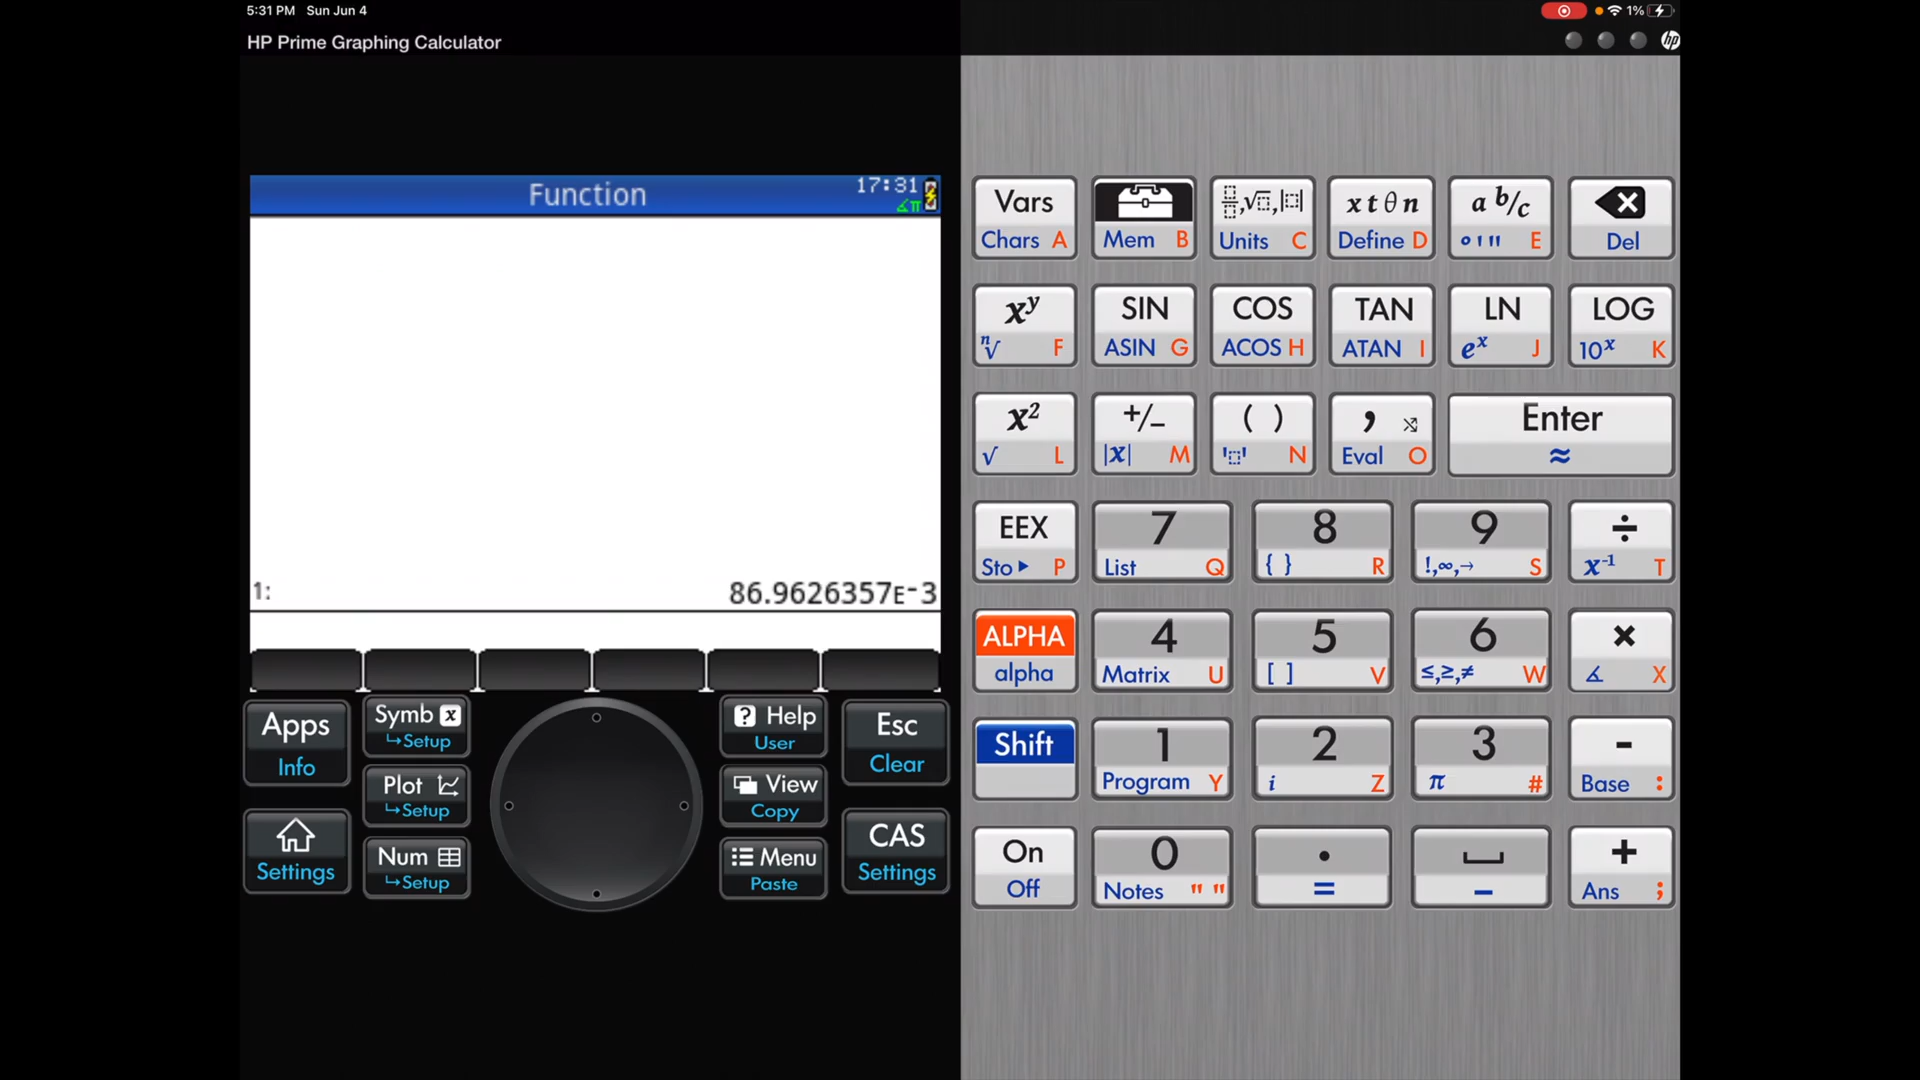 5:31 PM Sun Jun 4
1%
HP Prime Graphing Calculator
hp
Function
17:31
∡π
1: 86.9626357E-3
Apps
Info
Symb x
↳Setup
Plot
↳Setup
Settings
Num
↳Setup
? Help
User
View
Copy
Menu
Paste
Esc
Clear
CAS
Settings
Vars
Chars A
Mem B
Units C
x t θ n
Define D
a b/c
° ' " E
Del
xʸ
ⁿ√ F
SIN
ASIN G
COS
ACOS H
TAN
ATAN I
LN
eˣ J
LOG
10ˣ K
x²
√ L
+/−
|x| M
( )
N
,
Eval O
Enter
≈
EEX
Sto ▸ P
7
List Q
8
{ } R
9
!,∞,→ S
÷
x⁻¹ T
ALPHA
alpha
4
Matrix U
5
[ ] V
6
≤,≥,≠ W
×
∡ X
Shift
1
Program Y
2
i Z
3
π #
-
Base :
On
Off
0
Notes " "
.
=
␣
_
+
Ans ;